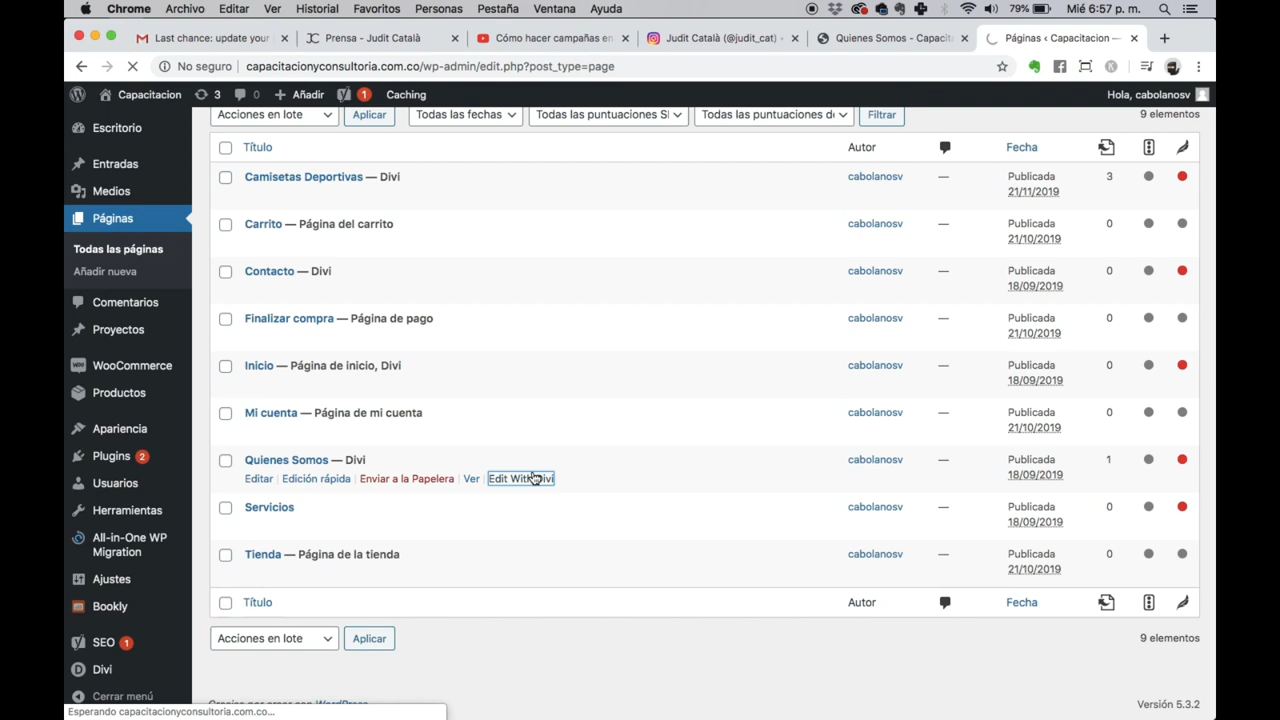 Chrome Archivo Editar Ver Historial Favoritos Personas Pestaña Ventana Ayuda 79% Mié 6:57 p. m.
Last chance: update your Prensa - Judit Català Cómo hacer campañas en Judit Català (@judit_cat) • Quienes Somos - Capacit Páginas ‹ Capacitacion —
No seguro capacitacionyconsultoria.com.co/wp-admin/edit.php?post_type=page
Capacitacion 3 0 Añadir 1 Caching Hola, cabolanosv
Acciones en lote Aplicar Todas las fechas Todas las puntuaciones Todas las puntuaciones Filtrar 9 elementos
Escritorio
Entradas
Medios
Páginas
Todas las páginas
Añadir nueva
Comentarios
Proyectos
WooCommerce
Productos
Apariencia
Plugins 2
Usuarios
Herramientas
All-in-One WP
Migration
Ajustes
Bookly
SEO 1
Divi
Cerrar menú
Título Autor Fecha
Camisetas Deportivas — Divi cabolanosv — Publicada 3
21/11/2019
Carrito — Página del carrito cabolanosv — Publicada 0
21/10/2019
Contacto — Divi cabolanosv — Publicada 0
18/09/2019
Finalizar compra — Página de pago cabolanosv — Publicada 0
21/10/2019
Inicio — Página de inicio, Divi cabolanosv — Publicada 0
18/09/2019
Mi cuenta — Página de mi cuenta cabolanosv — Publicada 0
21/10/2019
Quienes Somos — Divi cabolanosv — Publicada 1
Editar | Edición rápida | Enviar a la Papelera | Ver | Edit With Divi 18/09/2019
Servicios cabolanosv — Publicada 0
18/09/2019
Tienda — Página de la tienda cabolanosv — Publicada 0
21/10/2019
Título Autor Fecha
Acciones en lote Aplicar 9 elementos
Gracias por crear con WordPress. Versión 5.3.2
Esperando capacitacionyconsultoria.com.co...